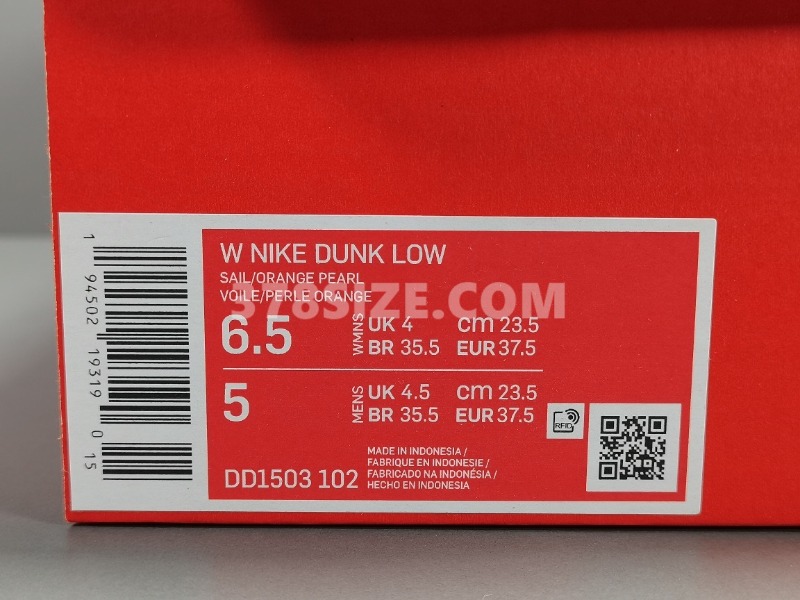 W NIKE DUNK LOW
SAIL/ORANGE PEARL
VOILE/PERLE ORANGE
378SIZE.COM
6.5 WMNS UK 4 cm 23.5
BR 35.5 EUR 37.5
5 MENS UK 4.5 cm 23.5
BR 35.5 EUR 37.5
RFID
DD1503 102
MADE IN INDONESIA /
FABRIQUE EN INDONESIE /
FABRICADO NA INDONÉSIA /
HECHO EN INDONESIA
1 94502 19319 0 15